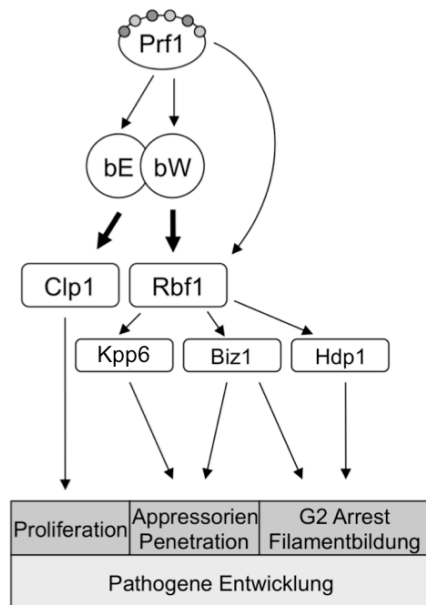 Prf1
bE bW
Clp1 Rbf1
Kpp6 Biz1 Hdp1
Proliferation
Appressorien
Penetration
G2 Arrest
Filamentbildung
Pathogene Entwicklung